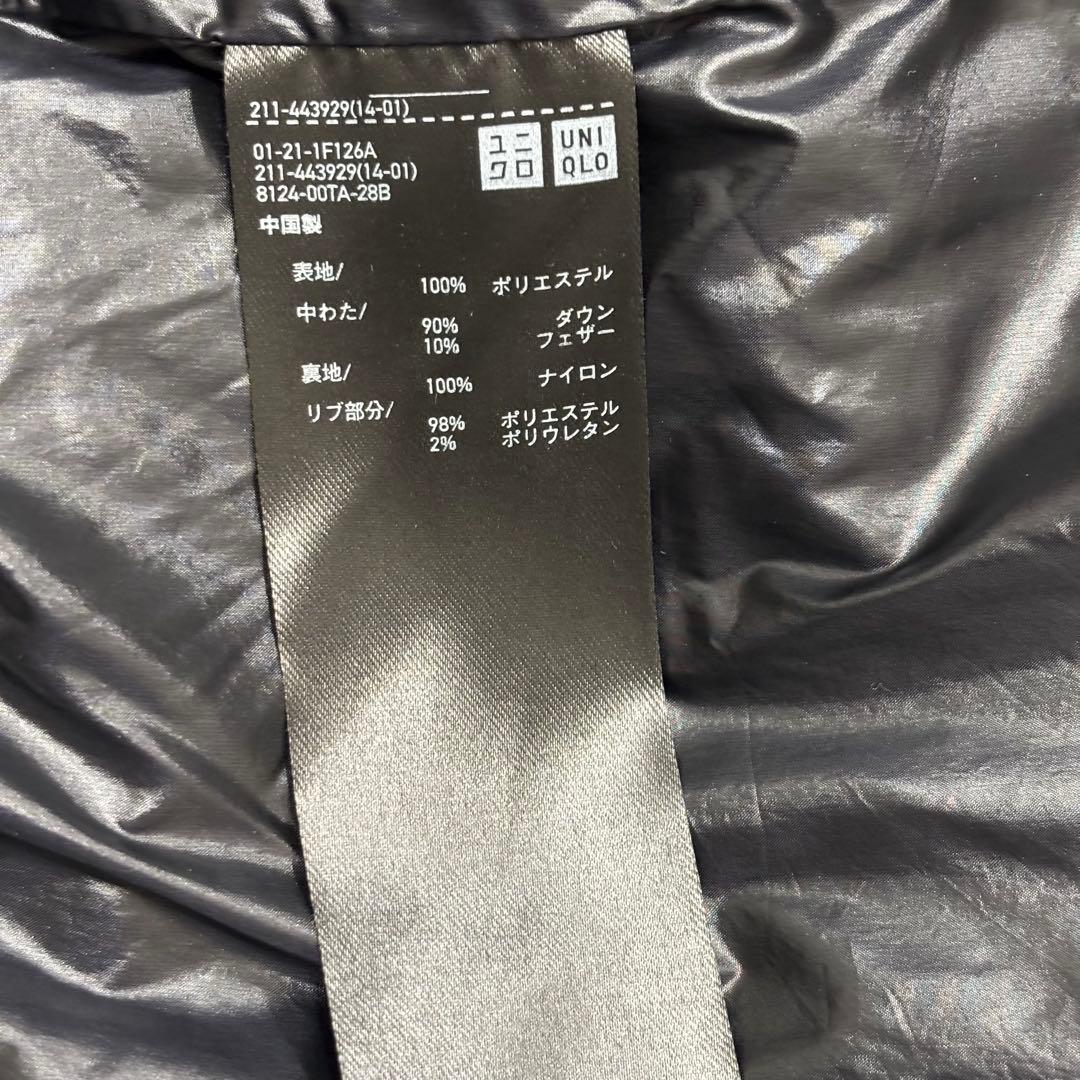 211-443929(14-01)
ユニ
クロ
UNI
QLO
01-21-1F126A
211-443929(14-01)
8124-00TA-28B
中国製
表地/
100% ポリエステル
中わた/
90% ダウン
10% フェザー
裏地/
100% ナイロン
リブ部分/
98% ポリエステル
2% ポリウレタン